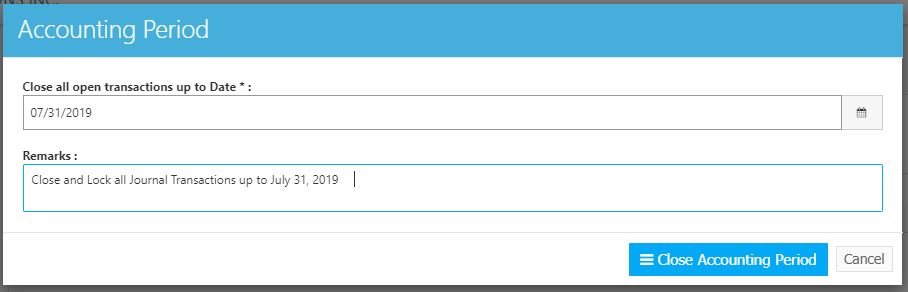 Accounting Period
Close all open transactions up to Date * :
07/31/2019
Remarks :
Close and Lock all Journal Transactions up to July 31, 2019
Close Accounting Period
Cancel